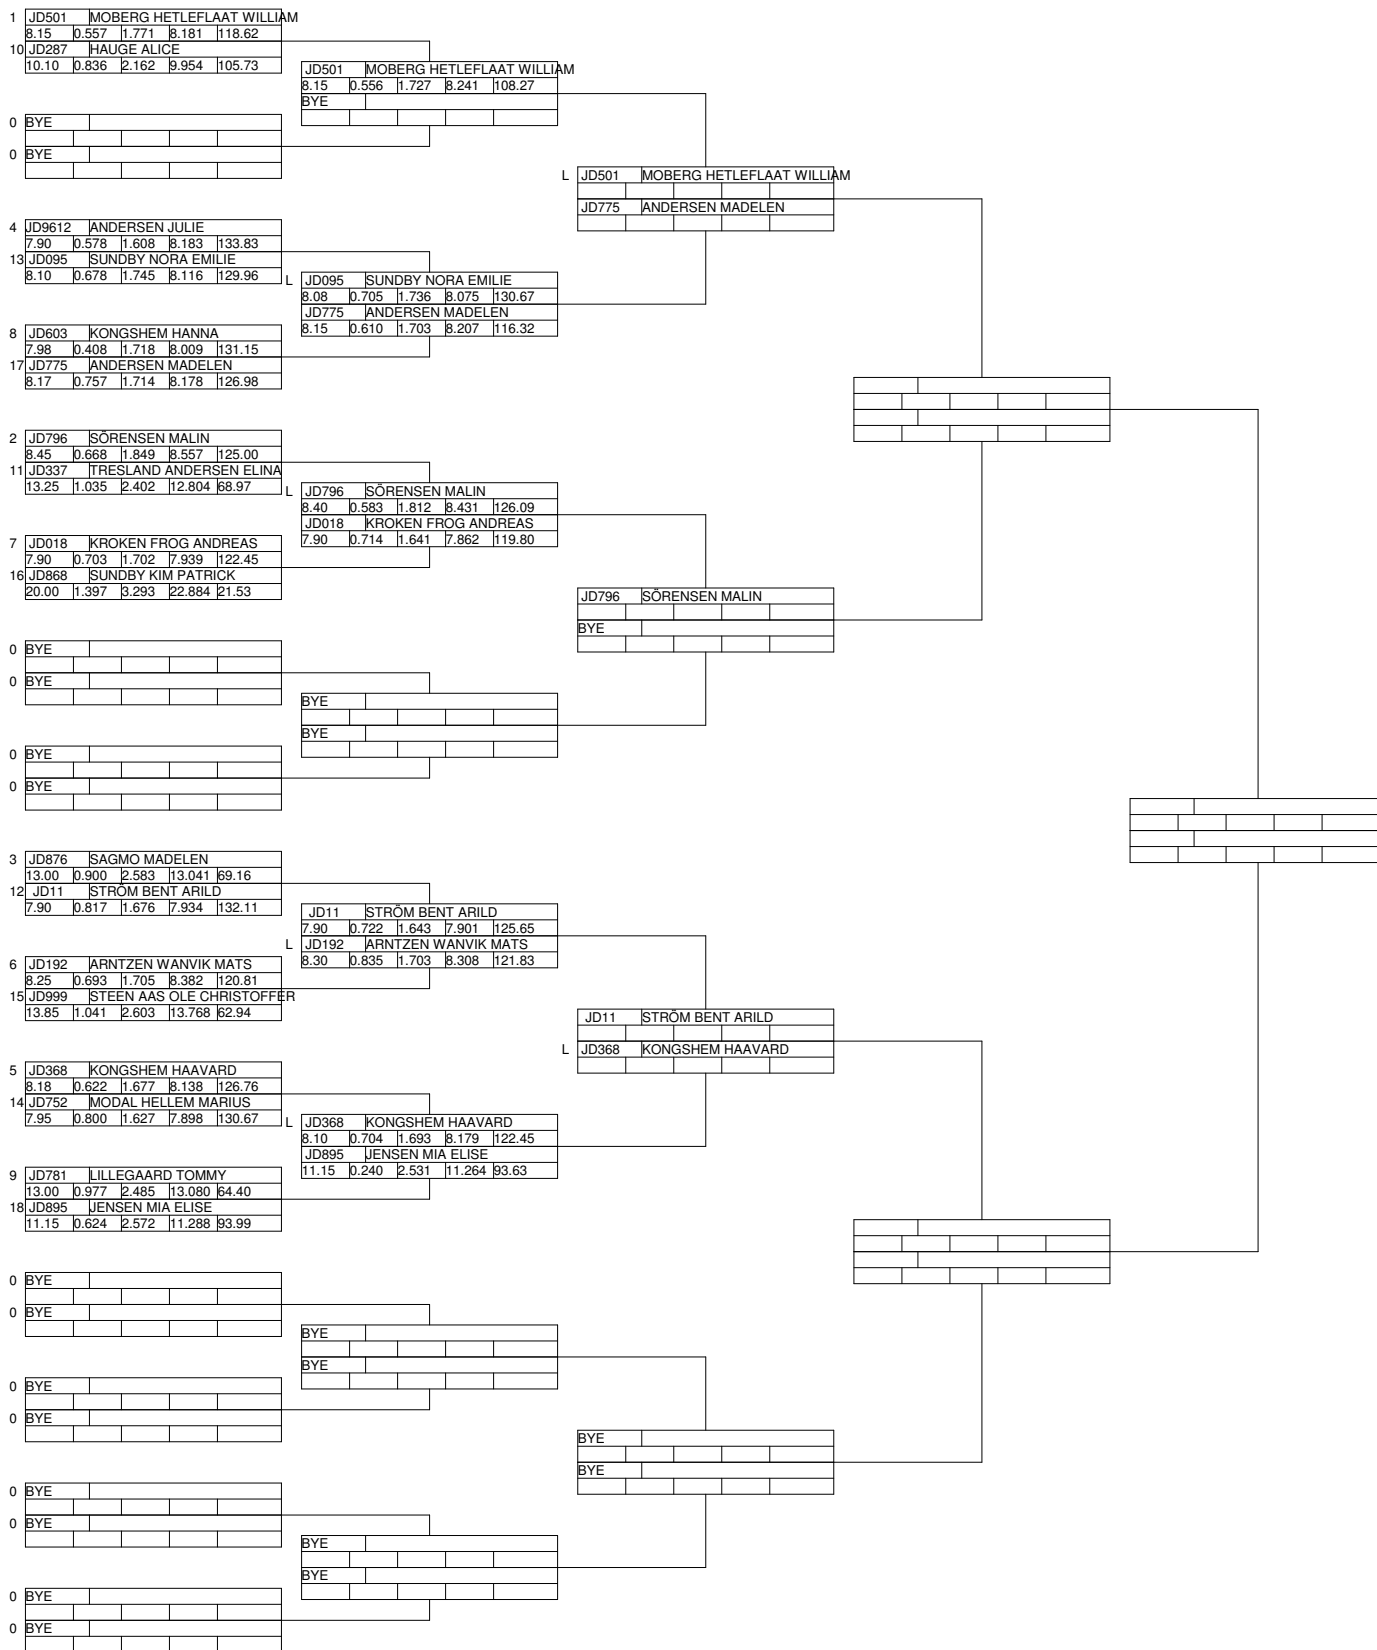 1 JD501 MOBERG HETLEFLAAT WILLIAM
8.15 0.557 1.771 8.181 118.62
10 JD287 HAUGE ALICE
10.10 0.836 2.162 9.954 105.73
0 BYE
0 BYE
4 JD9612 ANDERSEN JULIE
7.90 0.578 1.608 8.183 133.83
13 JD095 SUNDBY NORA EMILIE
8.10 0.678 1.745 8.116 129.96
8 JD603 KONGSHEM HANNA
7.98 0.408 1.718 8.009 131.15
17 JD775 ANDERSEN MADELEN
8.17 0.757 1.714 8.178 126.98
2 JD796 SÖRENSEN MALIN
8.45 0.668 1.849 8.557 125.00
11 JD337 TRESLAND ANDERSEN ELINA
13.25 1.035 2.402 12.804 68.97
7 JD018 KROKEN FROG ANDREAS
7.90 0.703 1.702 7.939 122.45
16 JD868 SUNDBY KIM PATRICK
20.00 1.397 3.293 22.884 21.53
0 BYE
0 BYE
0 BYE
0 BYE
3 JD876 SAGMO MADELEN
13.00 0.900 2.583 13.041 69.16
12 JD11 STRÖM BENT ARILD
7.90 0.817 1.676 7.934 132.11
6 JD192 ARNTZEN WANVIK MATS
8.25 0.693 1.705 8.382 120.81
15 JD999 STEEN AAS OLE CHRISTOFFER
13.85 1.041 2.603 13.768 62.94
5 JD368 KONGSHEM HAAVARD
8.18 0.622 1.677 8.138 126.76
14 JD752 MODAL HELLEM MARIUS
7.95 0.800 1.627 7.898 130.67
9 JD781 LILLEGAARD TOMMY
13.00 0.977 2.485 13.080 64.40
18 JD895 JENSEN MIA ELISE
11.15 0.624 2.572 11.288 93.99
0 BYE
0 BYE
0 BYE
0 BYE
0 BYE
0 BYE
0 BYE
0 BYE
JD501 MOBERG HETLEFLAAT WILLIAM
8.15 0.556 1.727 8.241 108.27
BYE
L JD095 SUNDBY NORA EMILIE
8.08 0.705 1.736 8.075 130.67
JD775 ANDERSEN MADELEN
8.15 0.610 1.703 8.207 116.32
L JD796 SÖRENSEN MALIN
8.40 0.583 1.812 8.431 126.09
JD018 KROKEN FROG ANDREAS
7.90 0.714 1.641 7.862 119.80
BYE
BYE
JD11 STRÖM BENT ARILD
7.90 0.722 1.643 7.901 125.65
L JD192 ARNTZEN WANVIK MATS
8.30 0.835 1.703 8.308 121.83
L JD368 KONGSHEM HAAVARD
8.10 0.704 1.693 8.179 122.45
JD895 JENSEN MIA ELISE
11.15 0.240 2.531 11.264 93.63
BYE
BYE
BYE
BYE
L JD501 MOBERG HETLEFLAAT WILLIAM
JD775 ANDERSEN MADELEN
JD796 SÖRENSEN MALIN
BYE
JD11 STRÖM BENT ARILD
L JD368 KONGSHEM HAAVARD
BYE
BYE